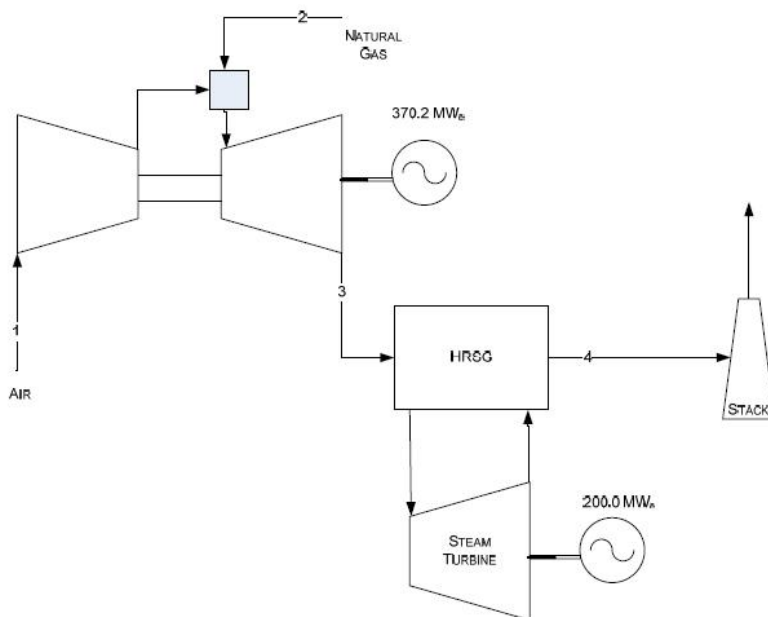 2
NATURAL
GAS
370.2 MWe
3
1
HRSG
4
AIR
STACK
200.0 MWe
STEAM
TURBINE